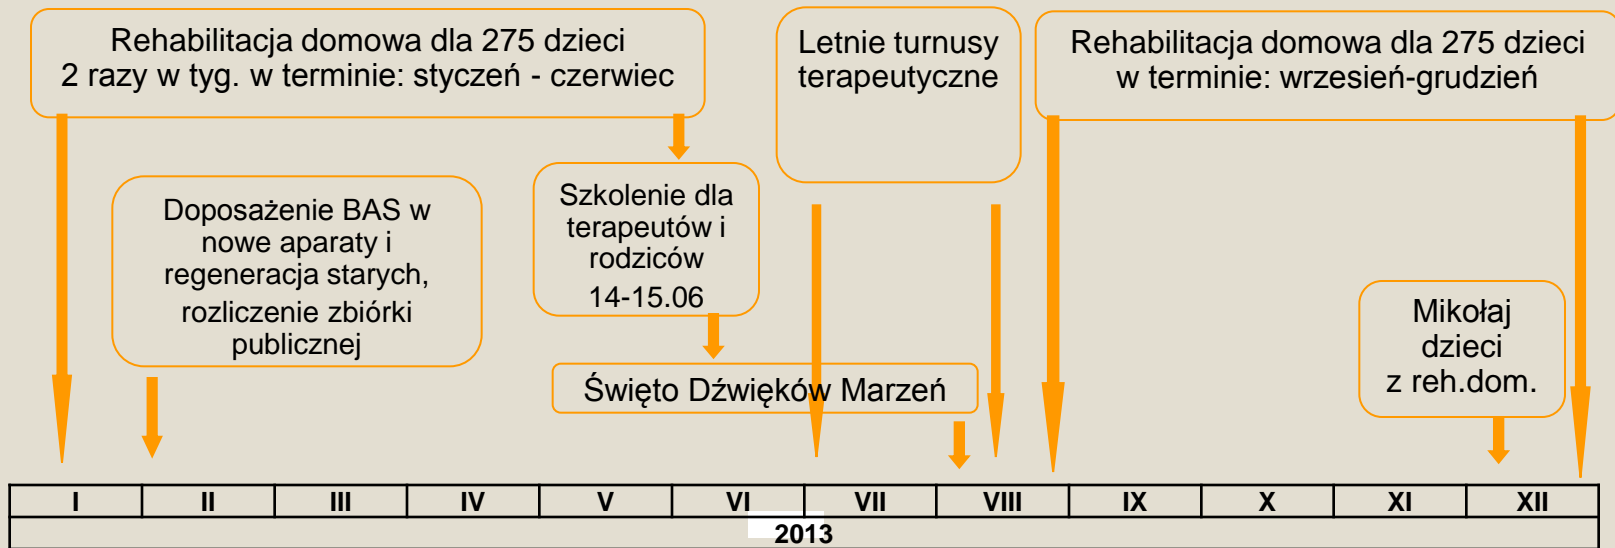 Rehabilitacja domowa dla 275 dzieci
2 razy w tyg. w terminie: styczeń - czerwiec
Letnie turnusy
terapeutyczne
Rehabilitacja domowa dla 275 dzieci
w terminie: wrzesień-grudzień
Doposażenie BAS w
nowe aparaty i
regeneracja starych,
rozliczenie zbiórki
publicznej
Szkolenie dla
terapeutów i
rodziców
14-15.06
Święto Dźwięków Marzeń
Mikołaj
dzieci
z reh.dom.
I II III IV V VI VII VIII IX X XI XII
2013